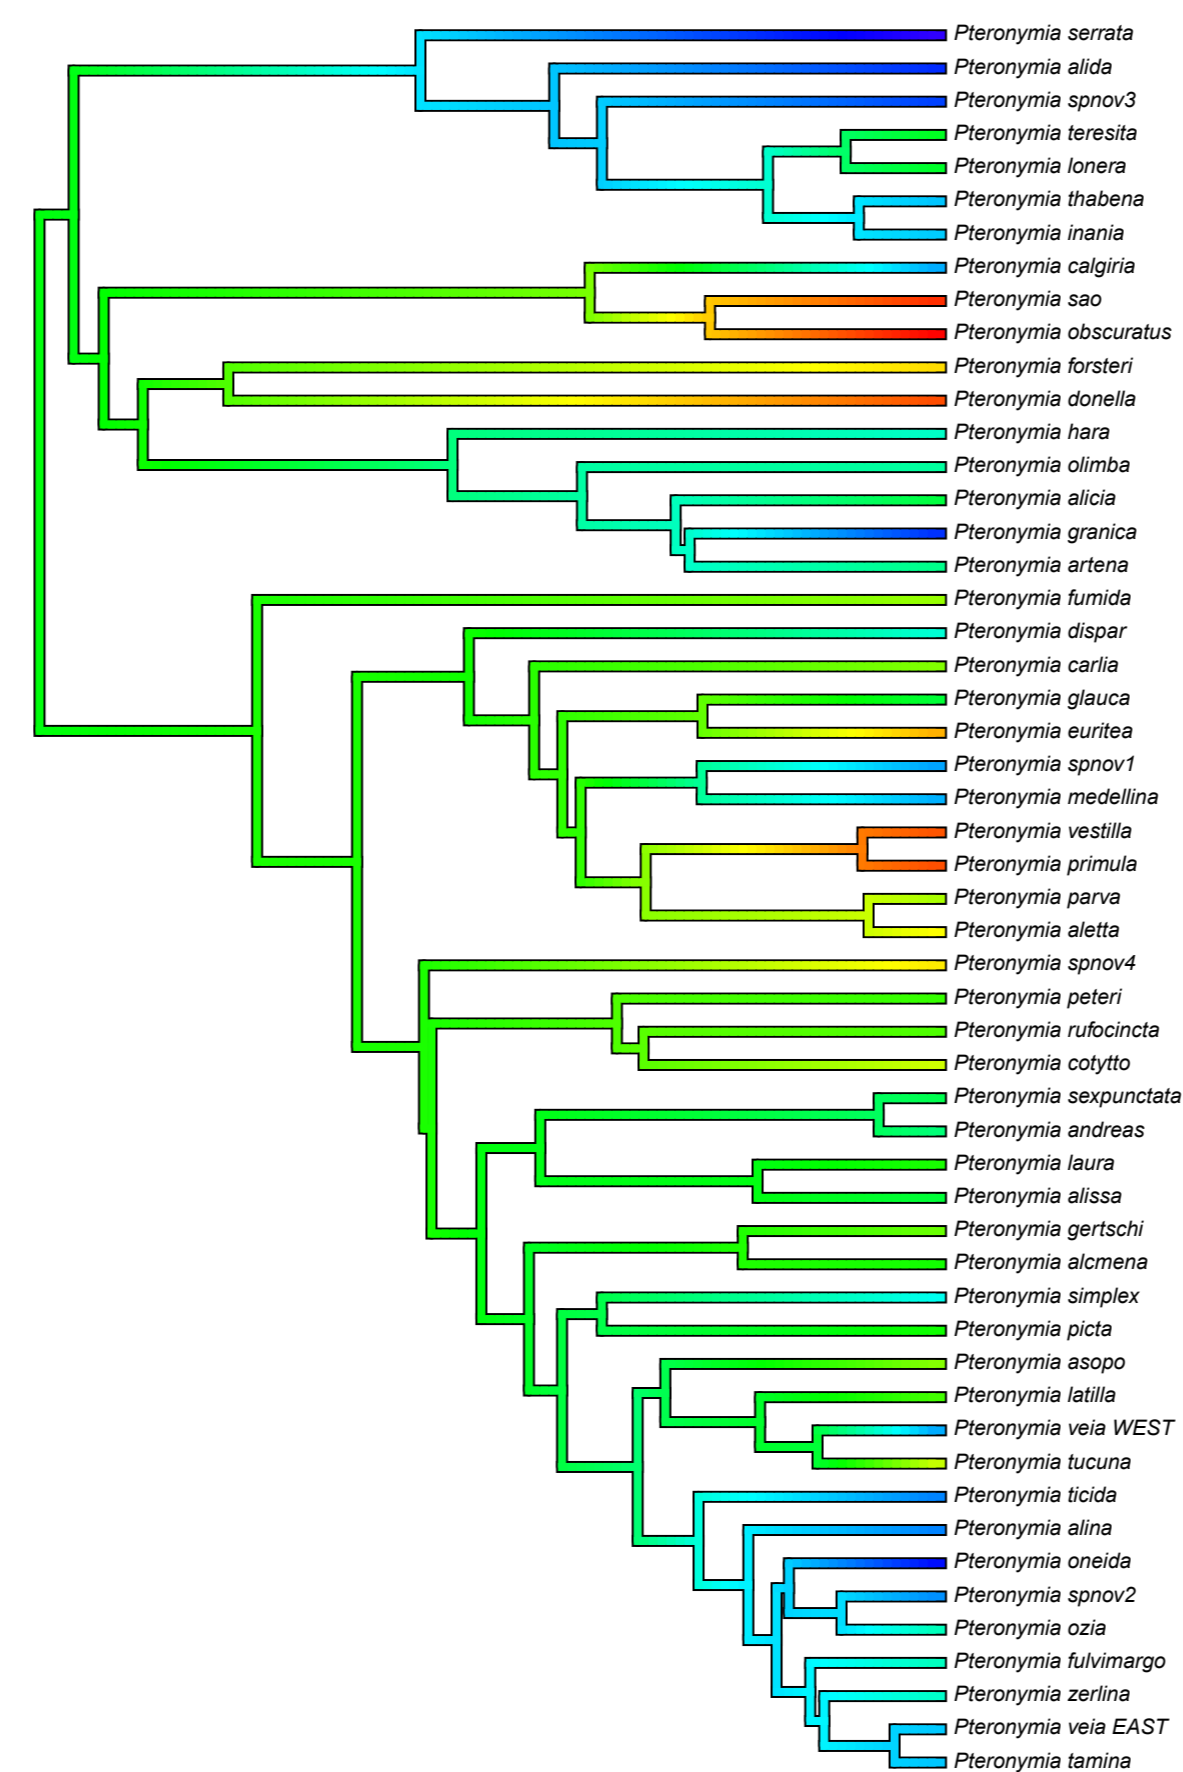 Pteronymia serrata
Pteronymia alida
Pteronymia spnov3
Pteronymia teresita
Pteronymia lonera
Pteronymia thabena
Pteronymia inania
Pteronymia calgiria
Pteronymia sao
Pteronymia obscuratus
Pteronymia forsteri
Pteronymia donella
Pteronymia hara
Pteronymia olimba
Pteronymia alicia
Pteronymia granica
Pteronymia artena
Pteronymia fumida
Pteronymia dispar
Pteronymia carlia
Pteronymia glauca
Pteronymia euritea
Pteronymia spnov1
Pteronymia medellina
Pteronymia vestilla
Pteronymia primula
Pteronymia parva
Pteronymia aletta
Pteronymia spnov4
Pteronymia peteri
Pteronymia rufocincta
Pteronymia cotytto
Pteronymia sexpunctata
Pteronymia andreas
Pteronymia laura
Pteronymia alissa
Pteronymia gertschi
Pteronymia alcmena
Pteronymia simplex
Pteronymia picta
Pteronymia asopo
Pteronymia latilla
Pteronymia veia WEST
Pteronymia tucuna
Pteronymia ticida
Pteronymia alina
Pteronymia oneida
Pteronymia spnov2
Pteronymia ozia
Pteronymia fulvimargo
Pteronymia zerlina
Pteronymia veia EAST
Pteronymia tamina